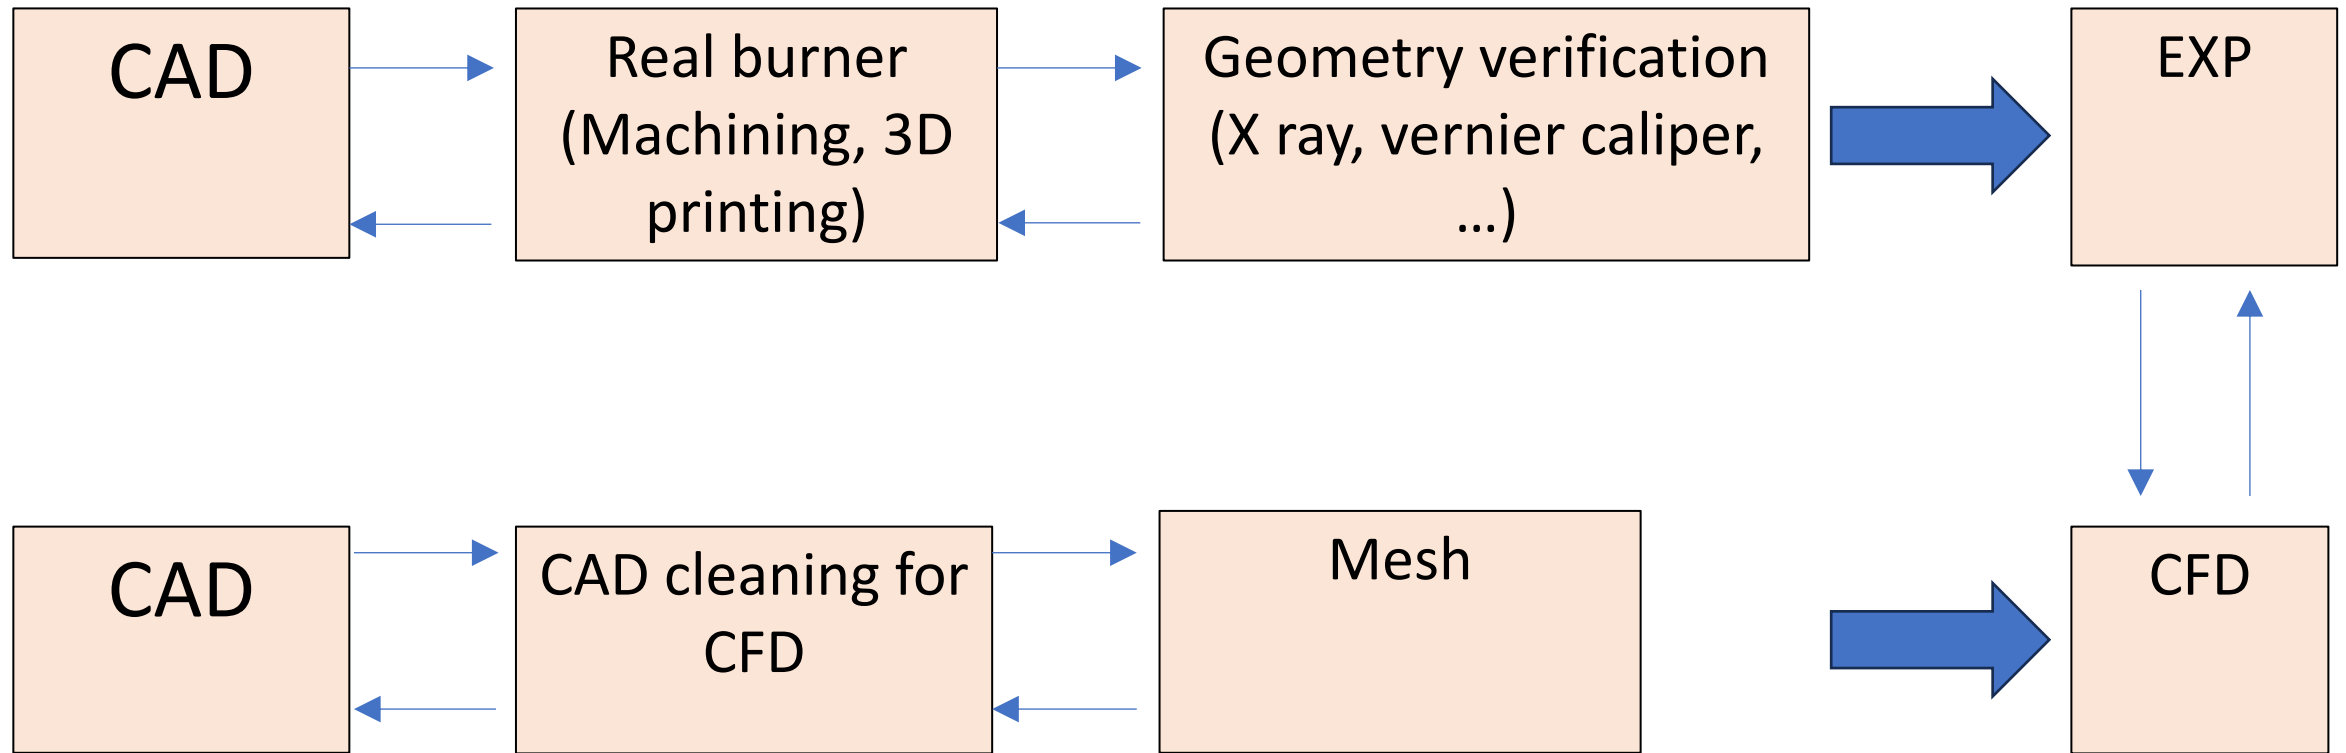 CAD
Real burner
(Machining, 3D
printing)
Geometry verification
(X ray, vernier caliper,
...)
EXP
CAD
CAD cleaning for
CFD
Mesh
CFD